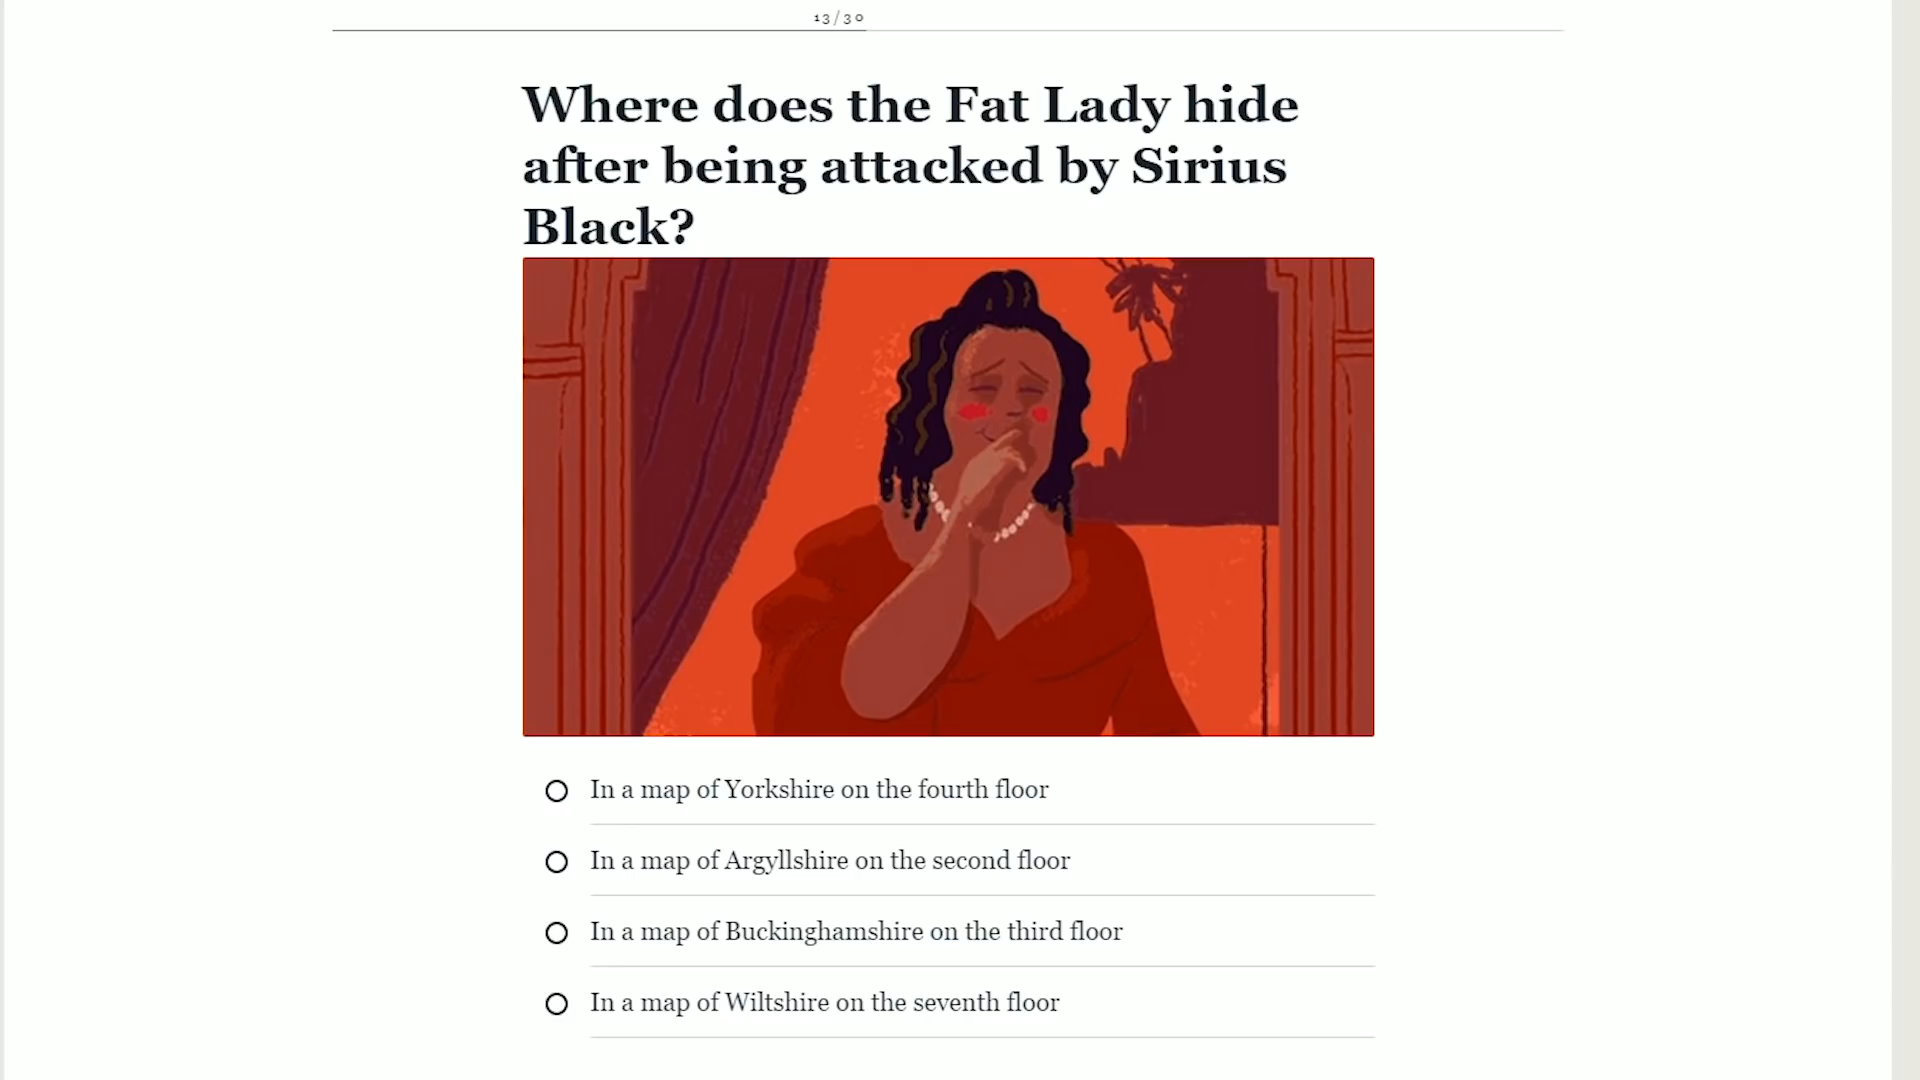 13/30
Where does the Fat Lady hide
after being attacked by Sirius
Black?
In a map of Yorkshire on the fourth floor
In a map of Argyllshire on the second floor
In a map of Buckinghamshire on the third floor
In a map of Wiltshire on the seventh floor